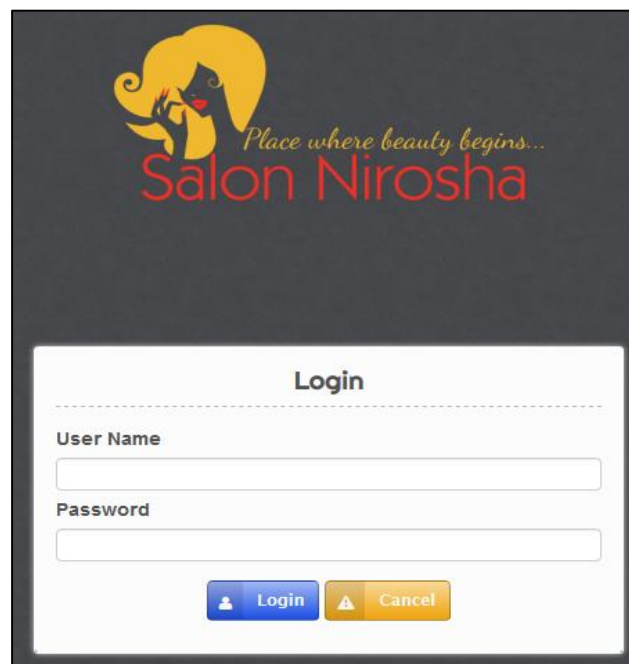 Place where beauty begins...
Salon Nirosha
Login
User Name
Password
Login Cancel